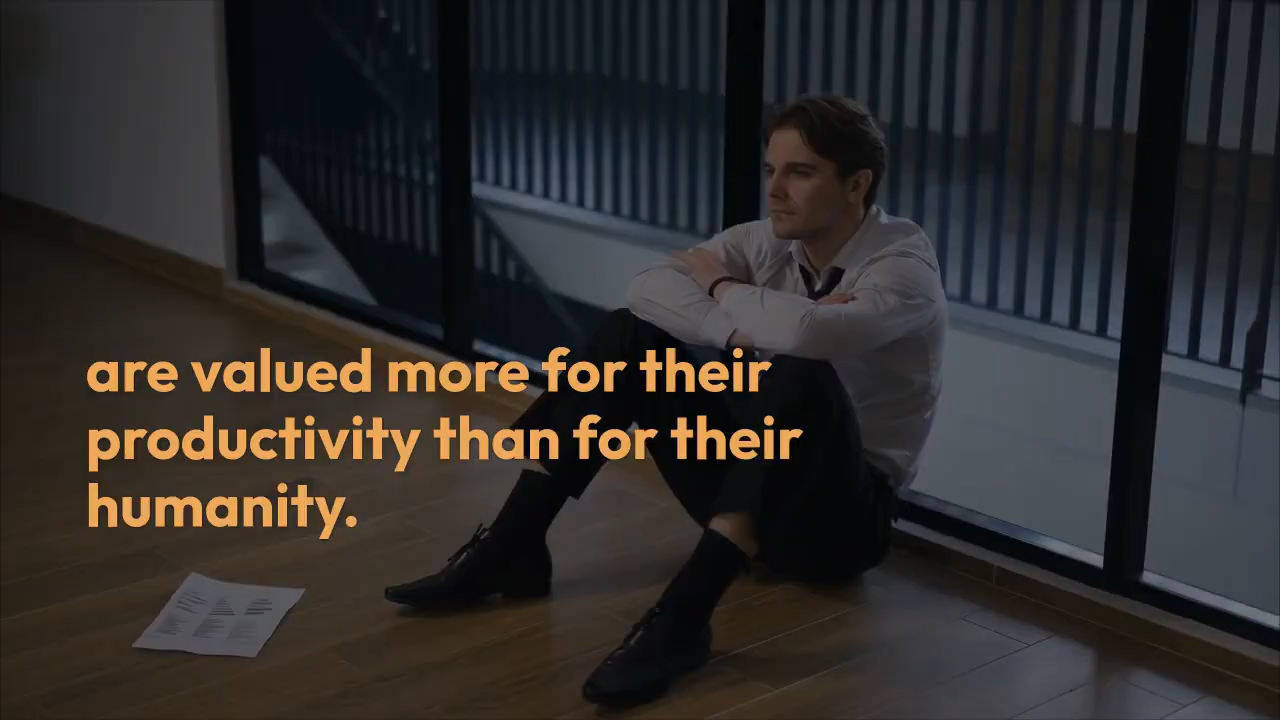 are valued more for their
productivity than for their
humanity.